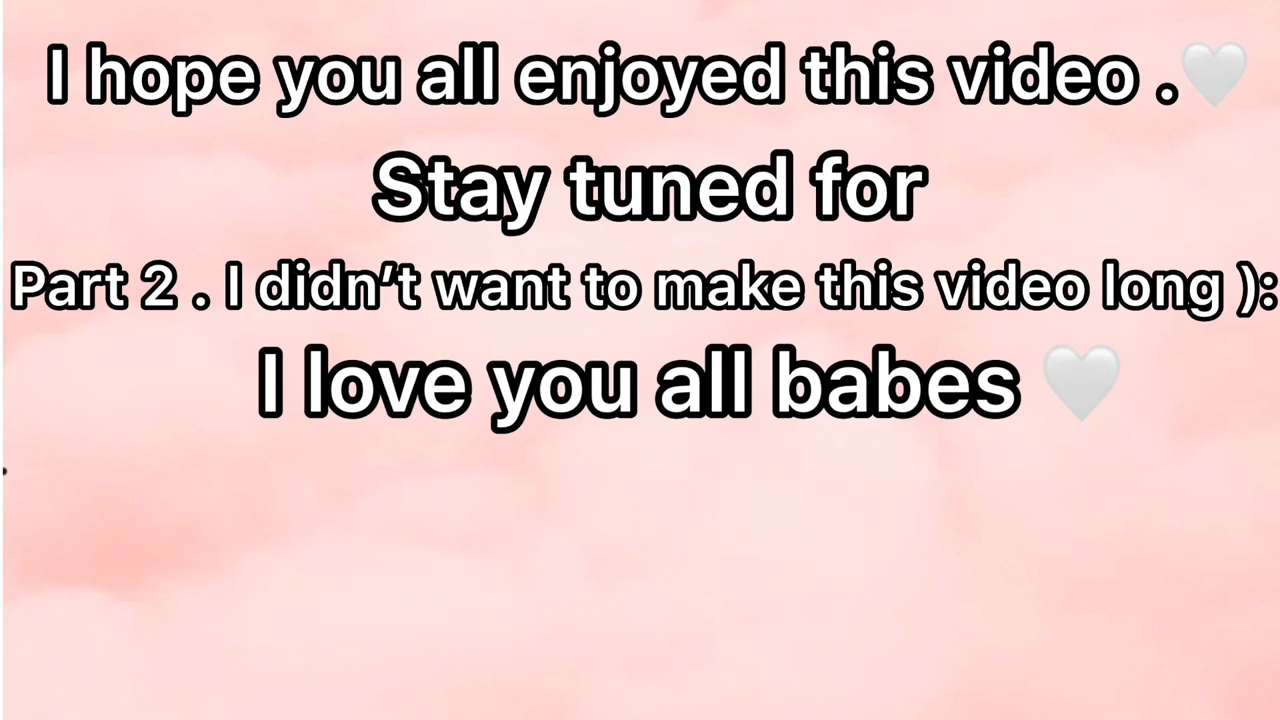 I hope you all enjoyed this video .🤍
Stay tuned for
Part 2 . I didn’t want to make this video long ):
I love you all babes 🤍